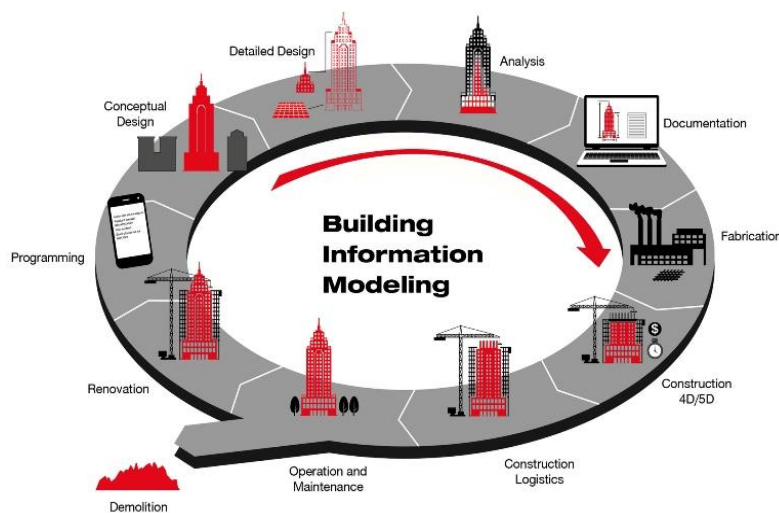 Detailed Design
Analysis
Conceptual
Design
Documentation
Programming
Building
Information
Modeling
Fabrication
$
Renovation
Construction
4D/5D
Operation and
Maintenance
Construction
Logistics
Demolition